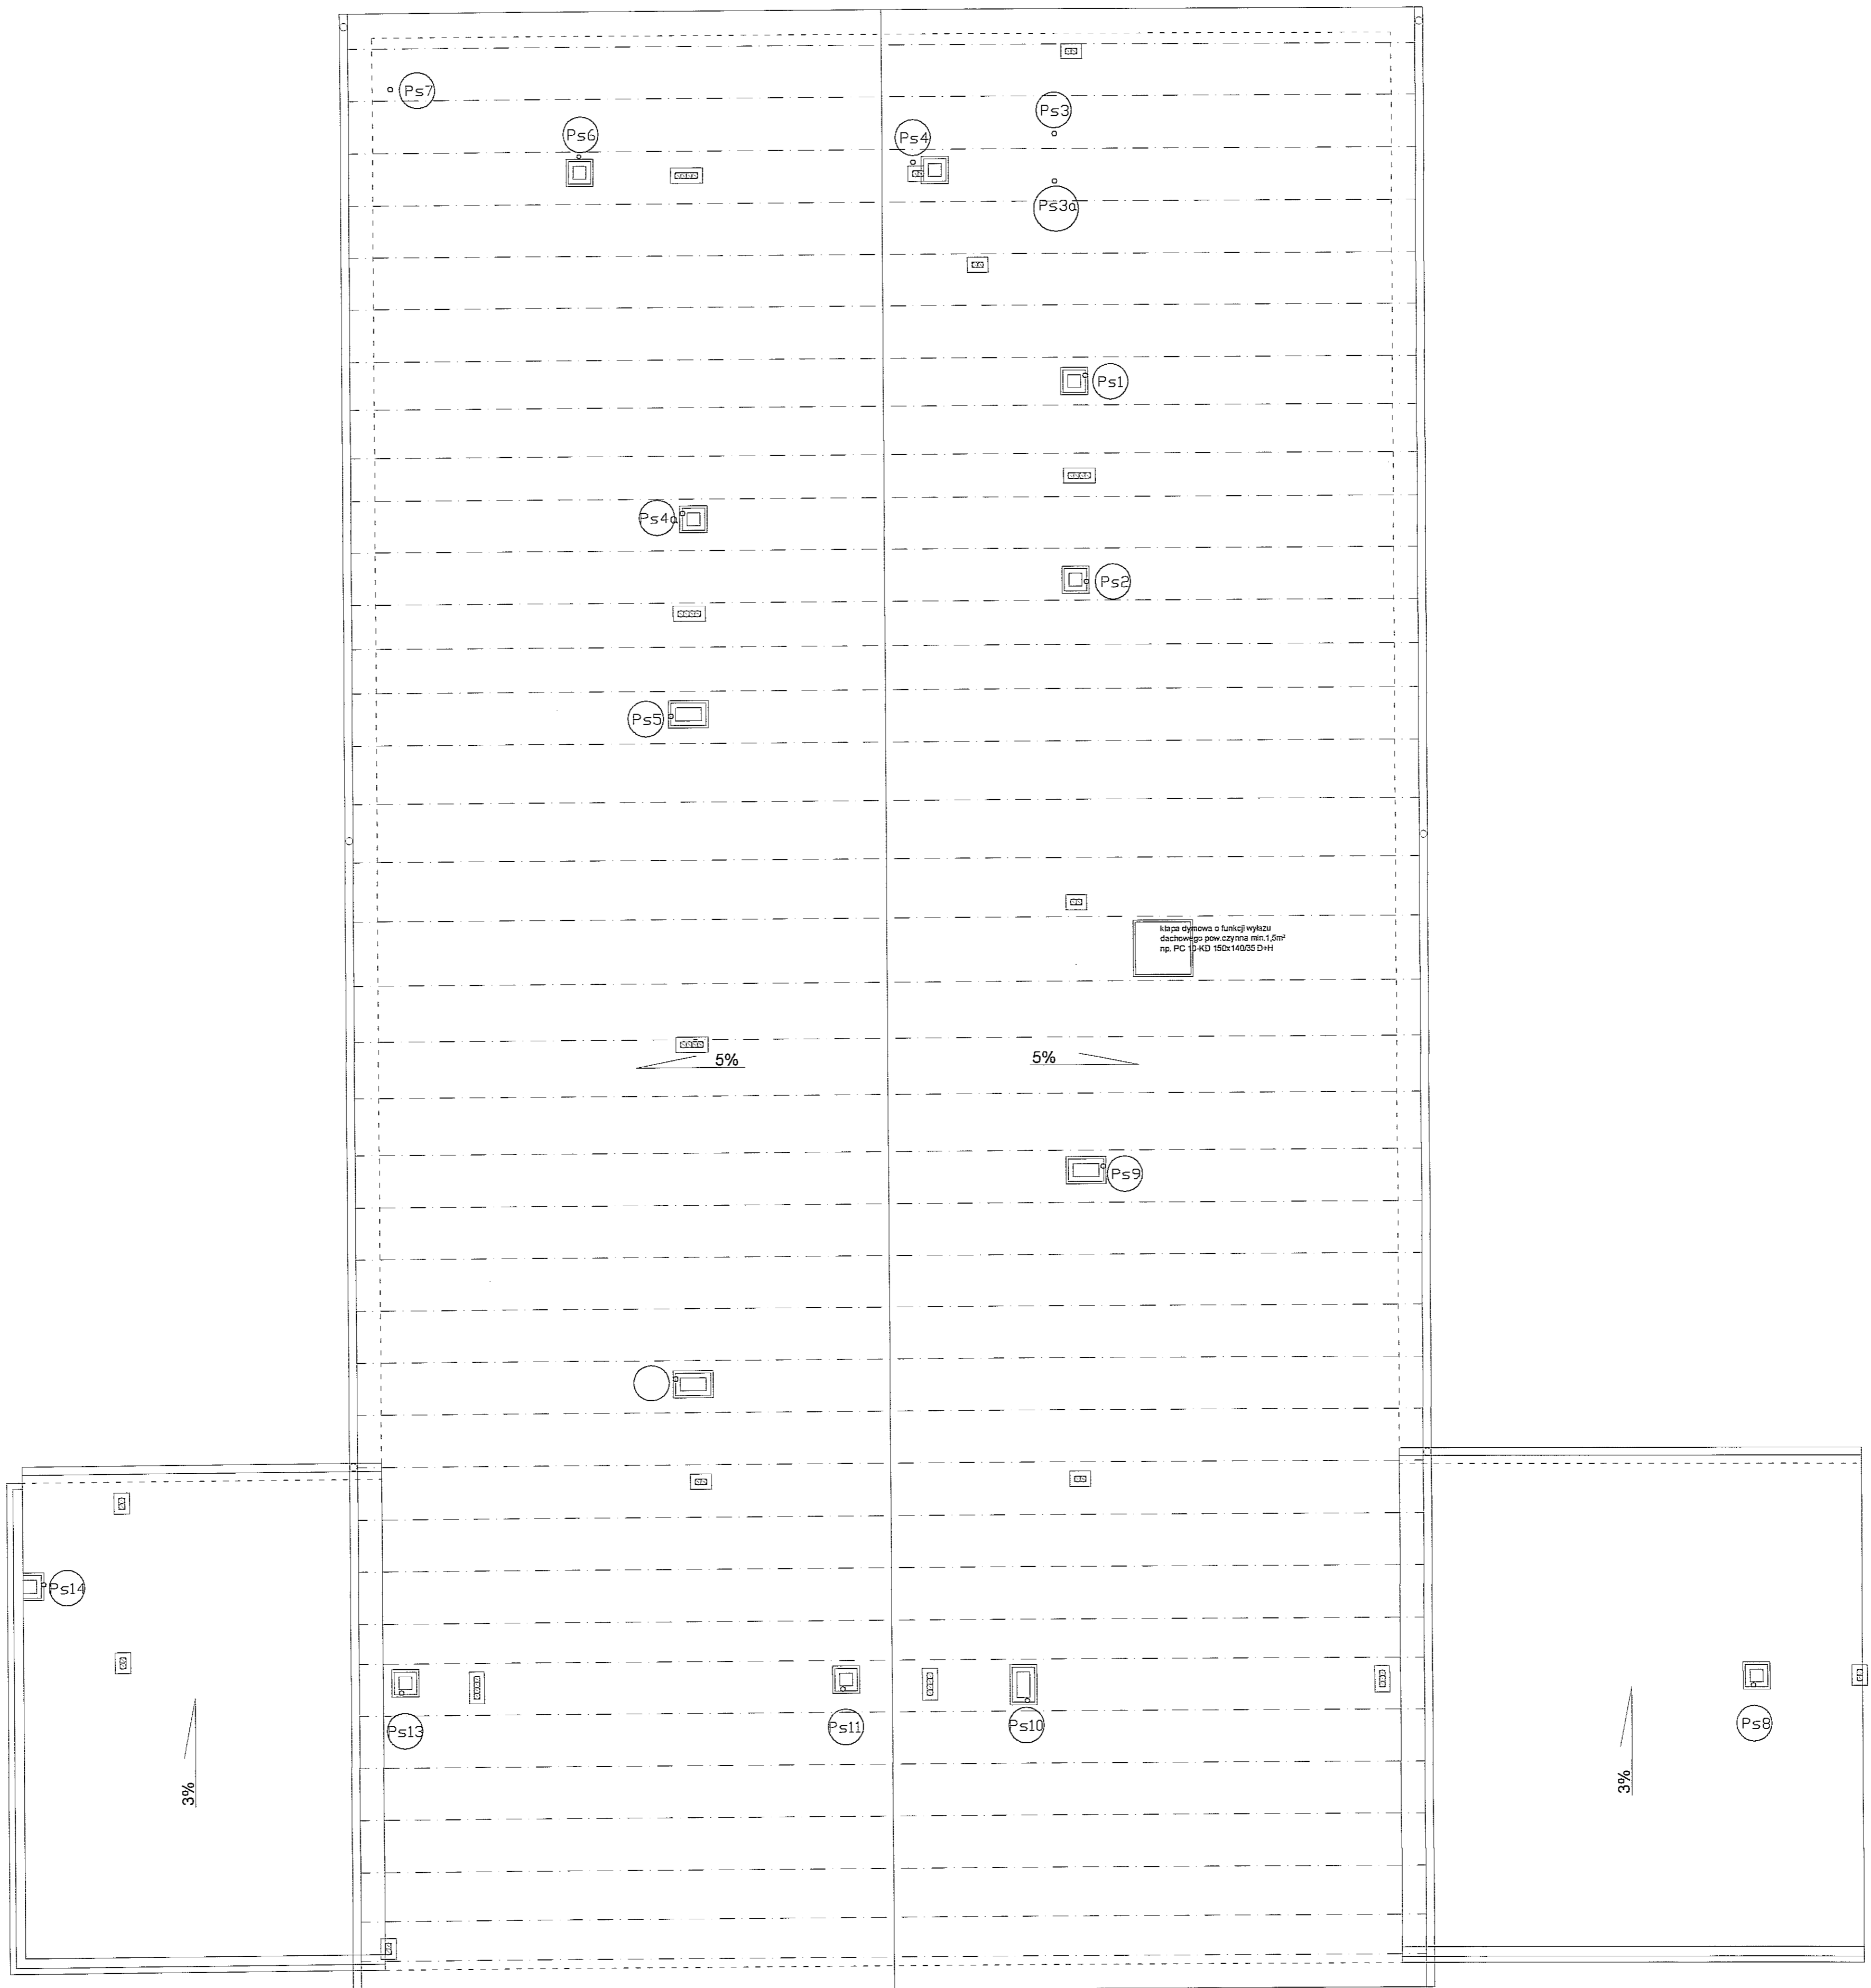 Ps7
Ps3
Ps6
Ps4
Ps3a
Ps1
Ps4a
Ps2
Ps5
klapa dymowa o funkcji wyłazu
dachowego pow.czynna min.1,5m²
np. PC 10-KD 150x140/35 D+H
5%
5%
Ps9
Ps14
Ps13
Ps11
Ps10
Ps8
3%
3%